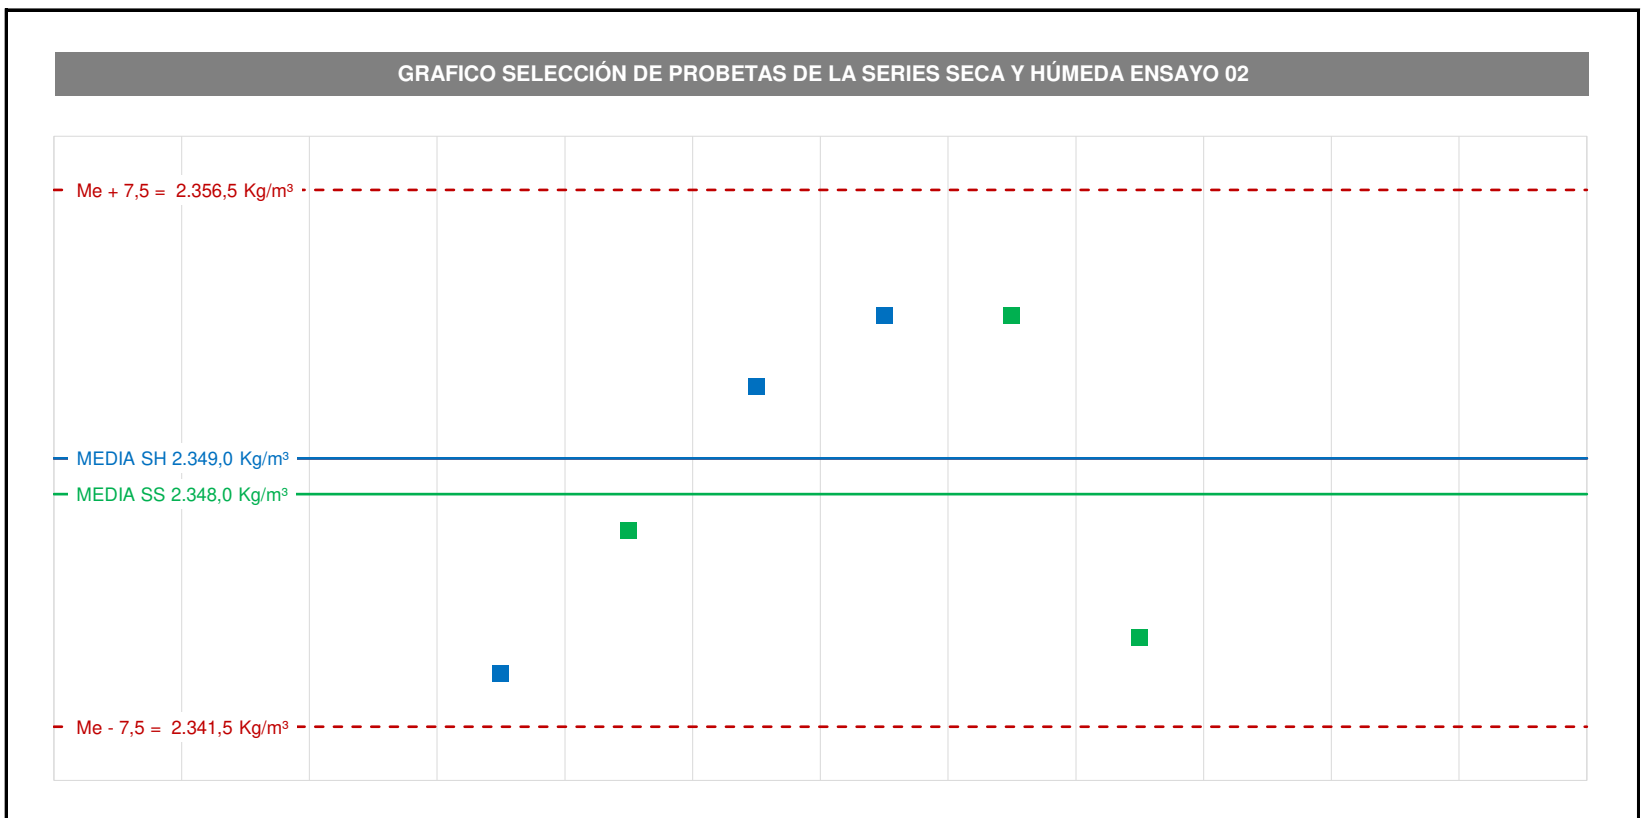 GRAFICO SELECCIÓN DE PROBETAS DE LA SERIES SECA Y HÚMEDA ENSAYO 02
Me + 7,5 = 2.356,5 Kg/m³
MEDIA SH 2.349,0 Kg/m³
MEDIA SS 2.348,0 Kg/m³
Me - 7,5 = 2.341,5 Kg/m³